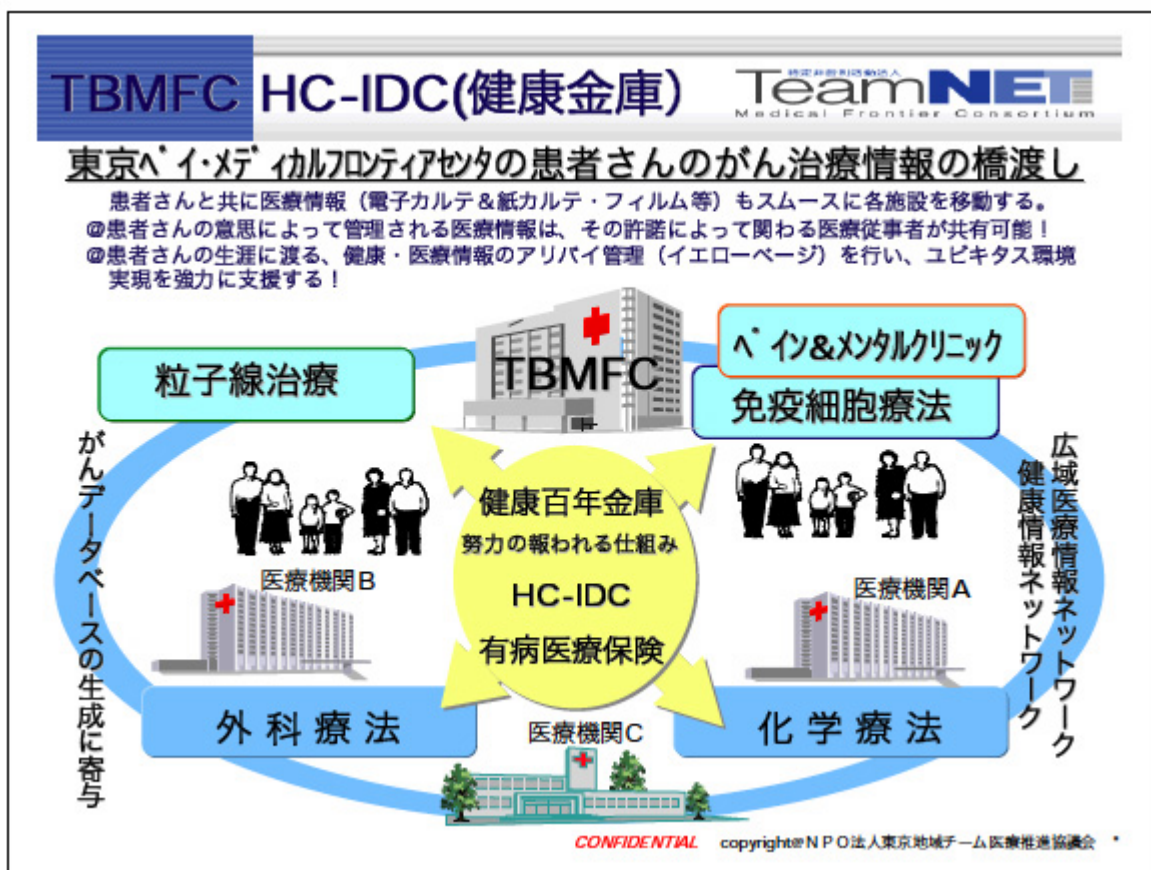 TBMFC HC-IDC(健康金庫)
特定非営利活動法人
TeamNET
Medical Frontier Consortium
東京ベイ・メディカルフロンティアセンタの患者さんのがん治療情報の橋渡し
患者さんと共に医療情報（電子カルテ＆紙カルテ・フィルム等）もスムースに各施設を移動する。
@患者さんの意思によって管理される医療情報は、その許諾によって関わる医療従事者が共有可能！
@患者さんの生涯に渡る、健康・医療情報のアリバイ管理（イエローページ）を行い、ユビキタス環境
実現を強力に支援する！
TBMFC
ペイン&メンタルクリニック
粒子線治療
免疫細胞療法
がんデータベースの生成に寄与
広域医療情報ネットワーク
健康情報ネットワーク
健康百年金庫
努力の報われる仕組み
HC-IDC
有病医療保険
医療機関B
医療機関A
外科療法
医療機関C
化学療法
CONFIDENTIAL copyright@ＮＰＯ法人東京地域チーム医療推進協議会 *